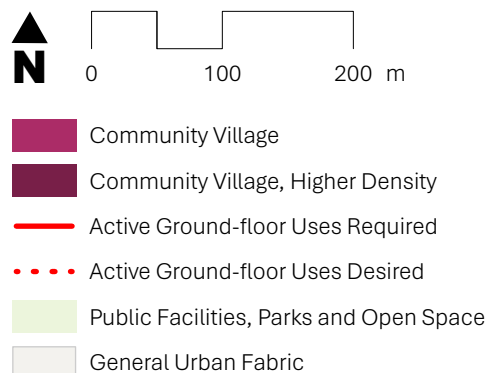 N
0 100 200 m
Community Village
Community Village, Higher Density
Active Ground-floor Uses Required
Active Ground-floor Uses Desired
Public Facilities, Parks and Open Space
General Urban Fabric